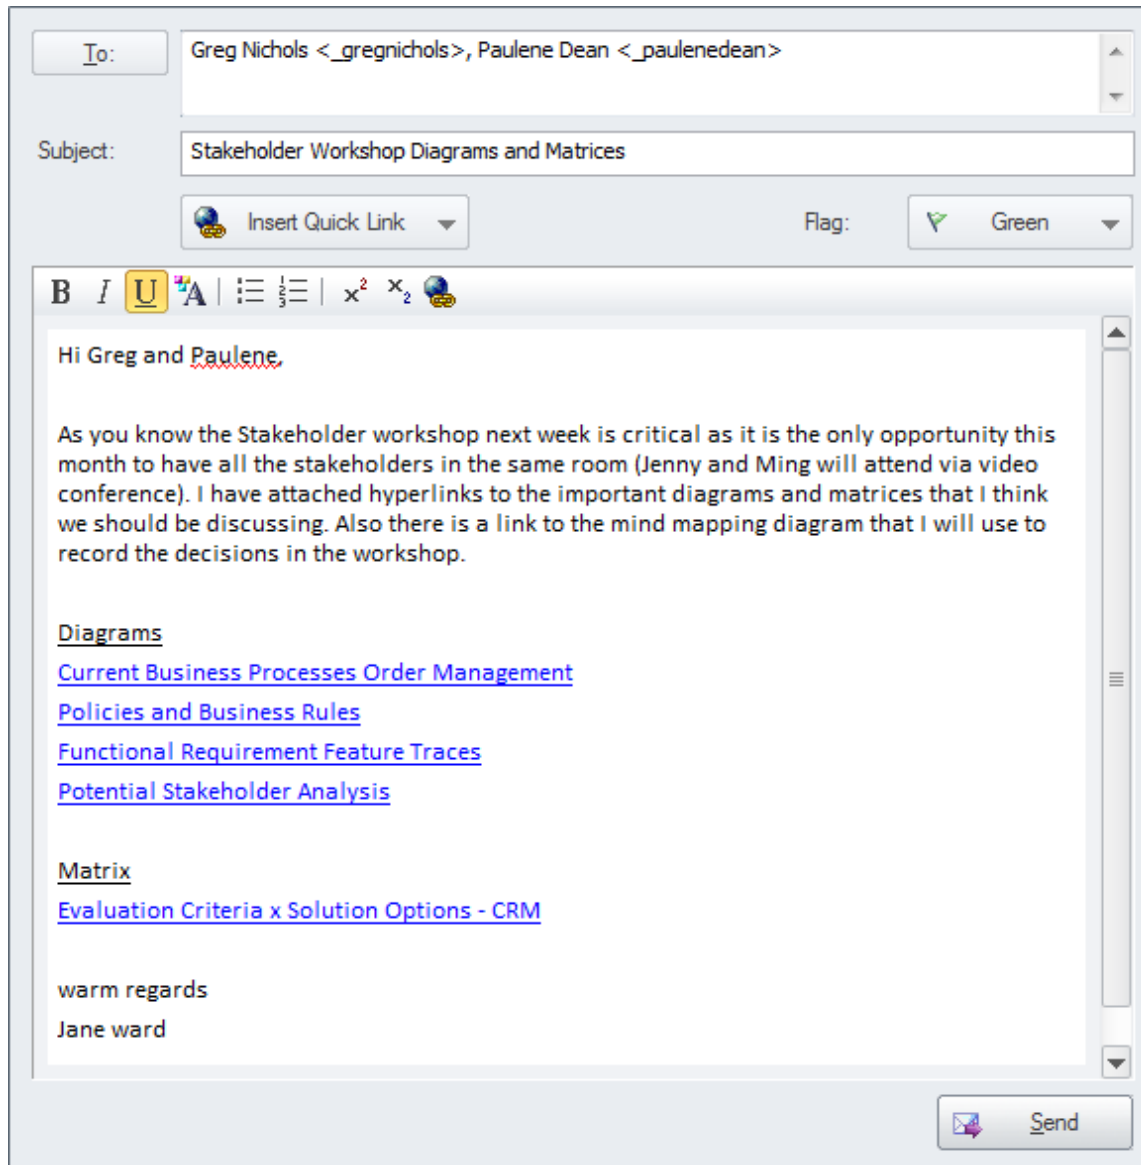 To: Greg Nichols <_gregnichols>, Paulene Dean <_paulenedean>
Subject: Stakeholder Workshop Diagrams and Matrices
Insert Quick Link Flag: Green
B I U A x² x₂
Hi Greg and Paulene,
As you know the Stakeholder workshop next week is critical as it is the only opportunity this
month to have all the stakeholders in the same room (Jenny and Ming will attend via video
conference). I have attached hyperlinks to the important diagrams and matrices that I think
we should be discussing. Also there is a link to the mind mapping diagram that I will use to
record the decisions in the workshop.
Diagrams
Current Business Processes Order Management
Policies and Business Rules
Functional Requirement Feature Traces
Potential Stakeholder Analysis
Matrix
Evaluation Criteria x Solution Options - CRM
warm regards
Jane ward
Send